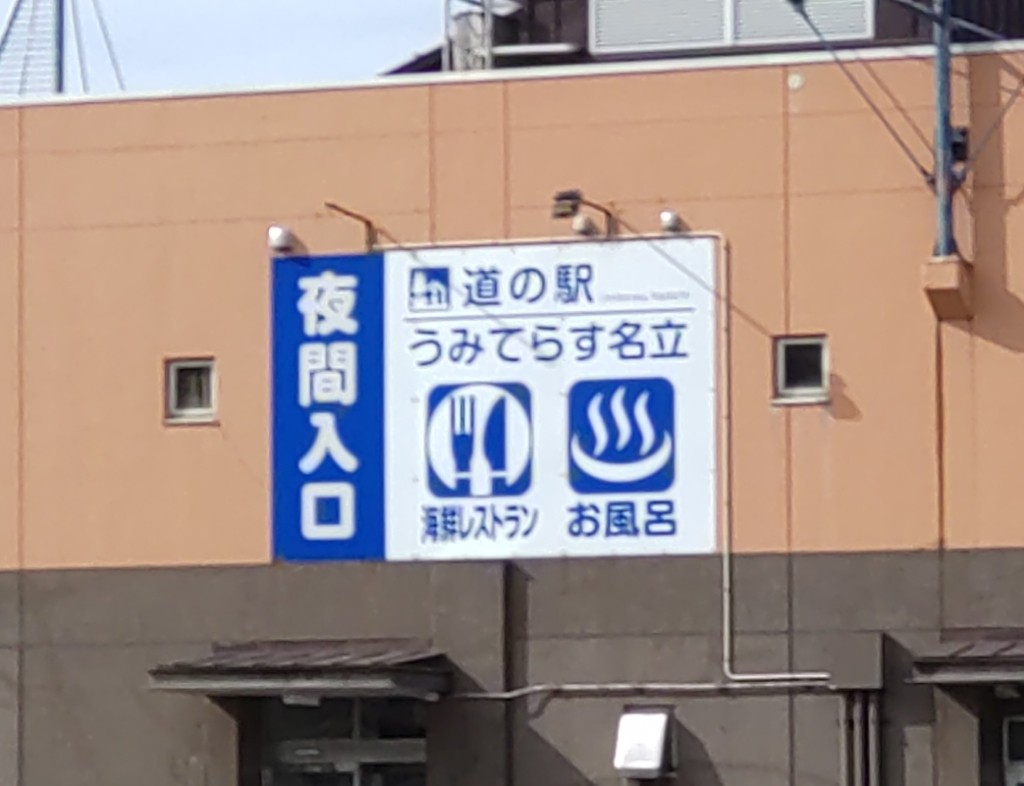 夜間入口
道の駅
うみてらす名立
海鮮レストラン
お風呂